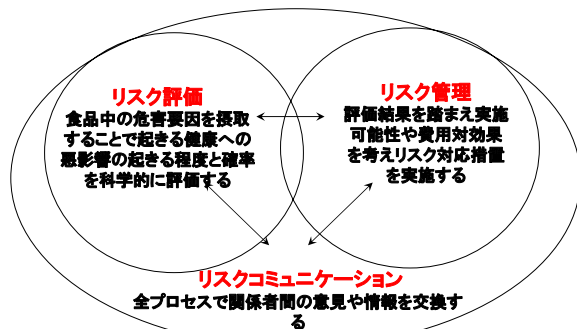 リスク評価
食品中の危害要因を摂取
することで起きる健康への
悪影響の起きる程度と確率
を科学的に評価する
リスク管理
評価結果を踏まえ実施
可能性や費用対効果
を考えリスク対応措置
を実施する
リスクコミュニケーション
全プロセスで関係者間の意見や情報を交換す
る